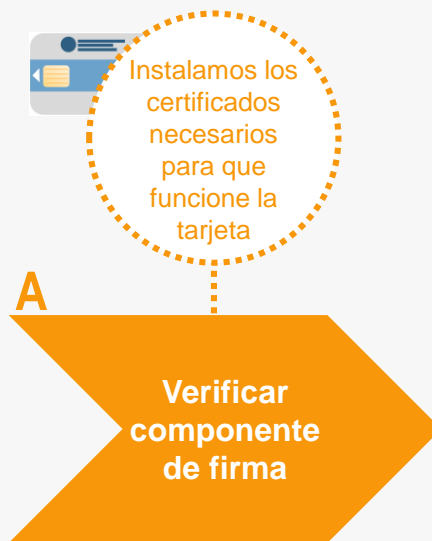 Instalamos los
certificados
necesarios
para que
funcione la
tarjeta
A
Verificar
componente
de firma